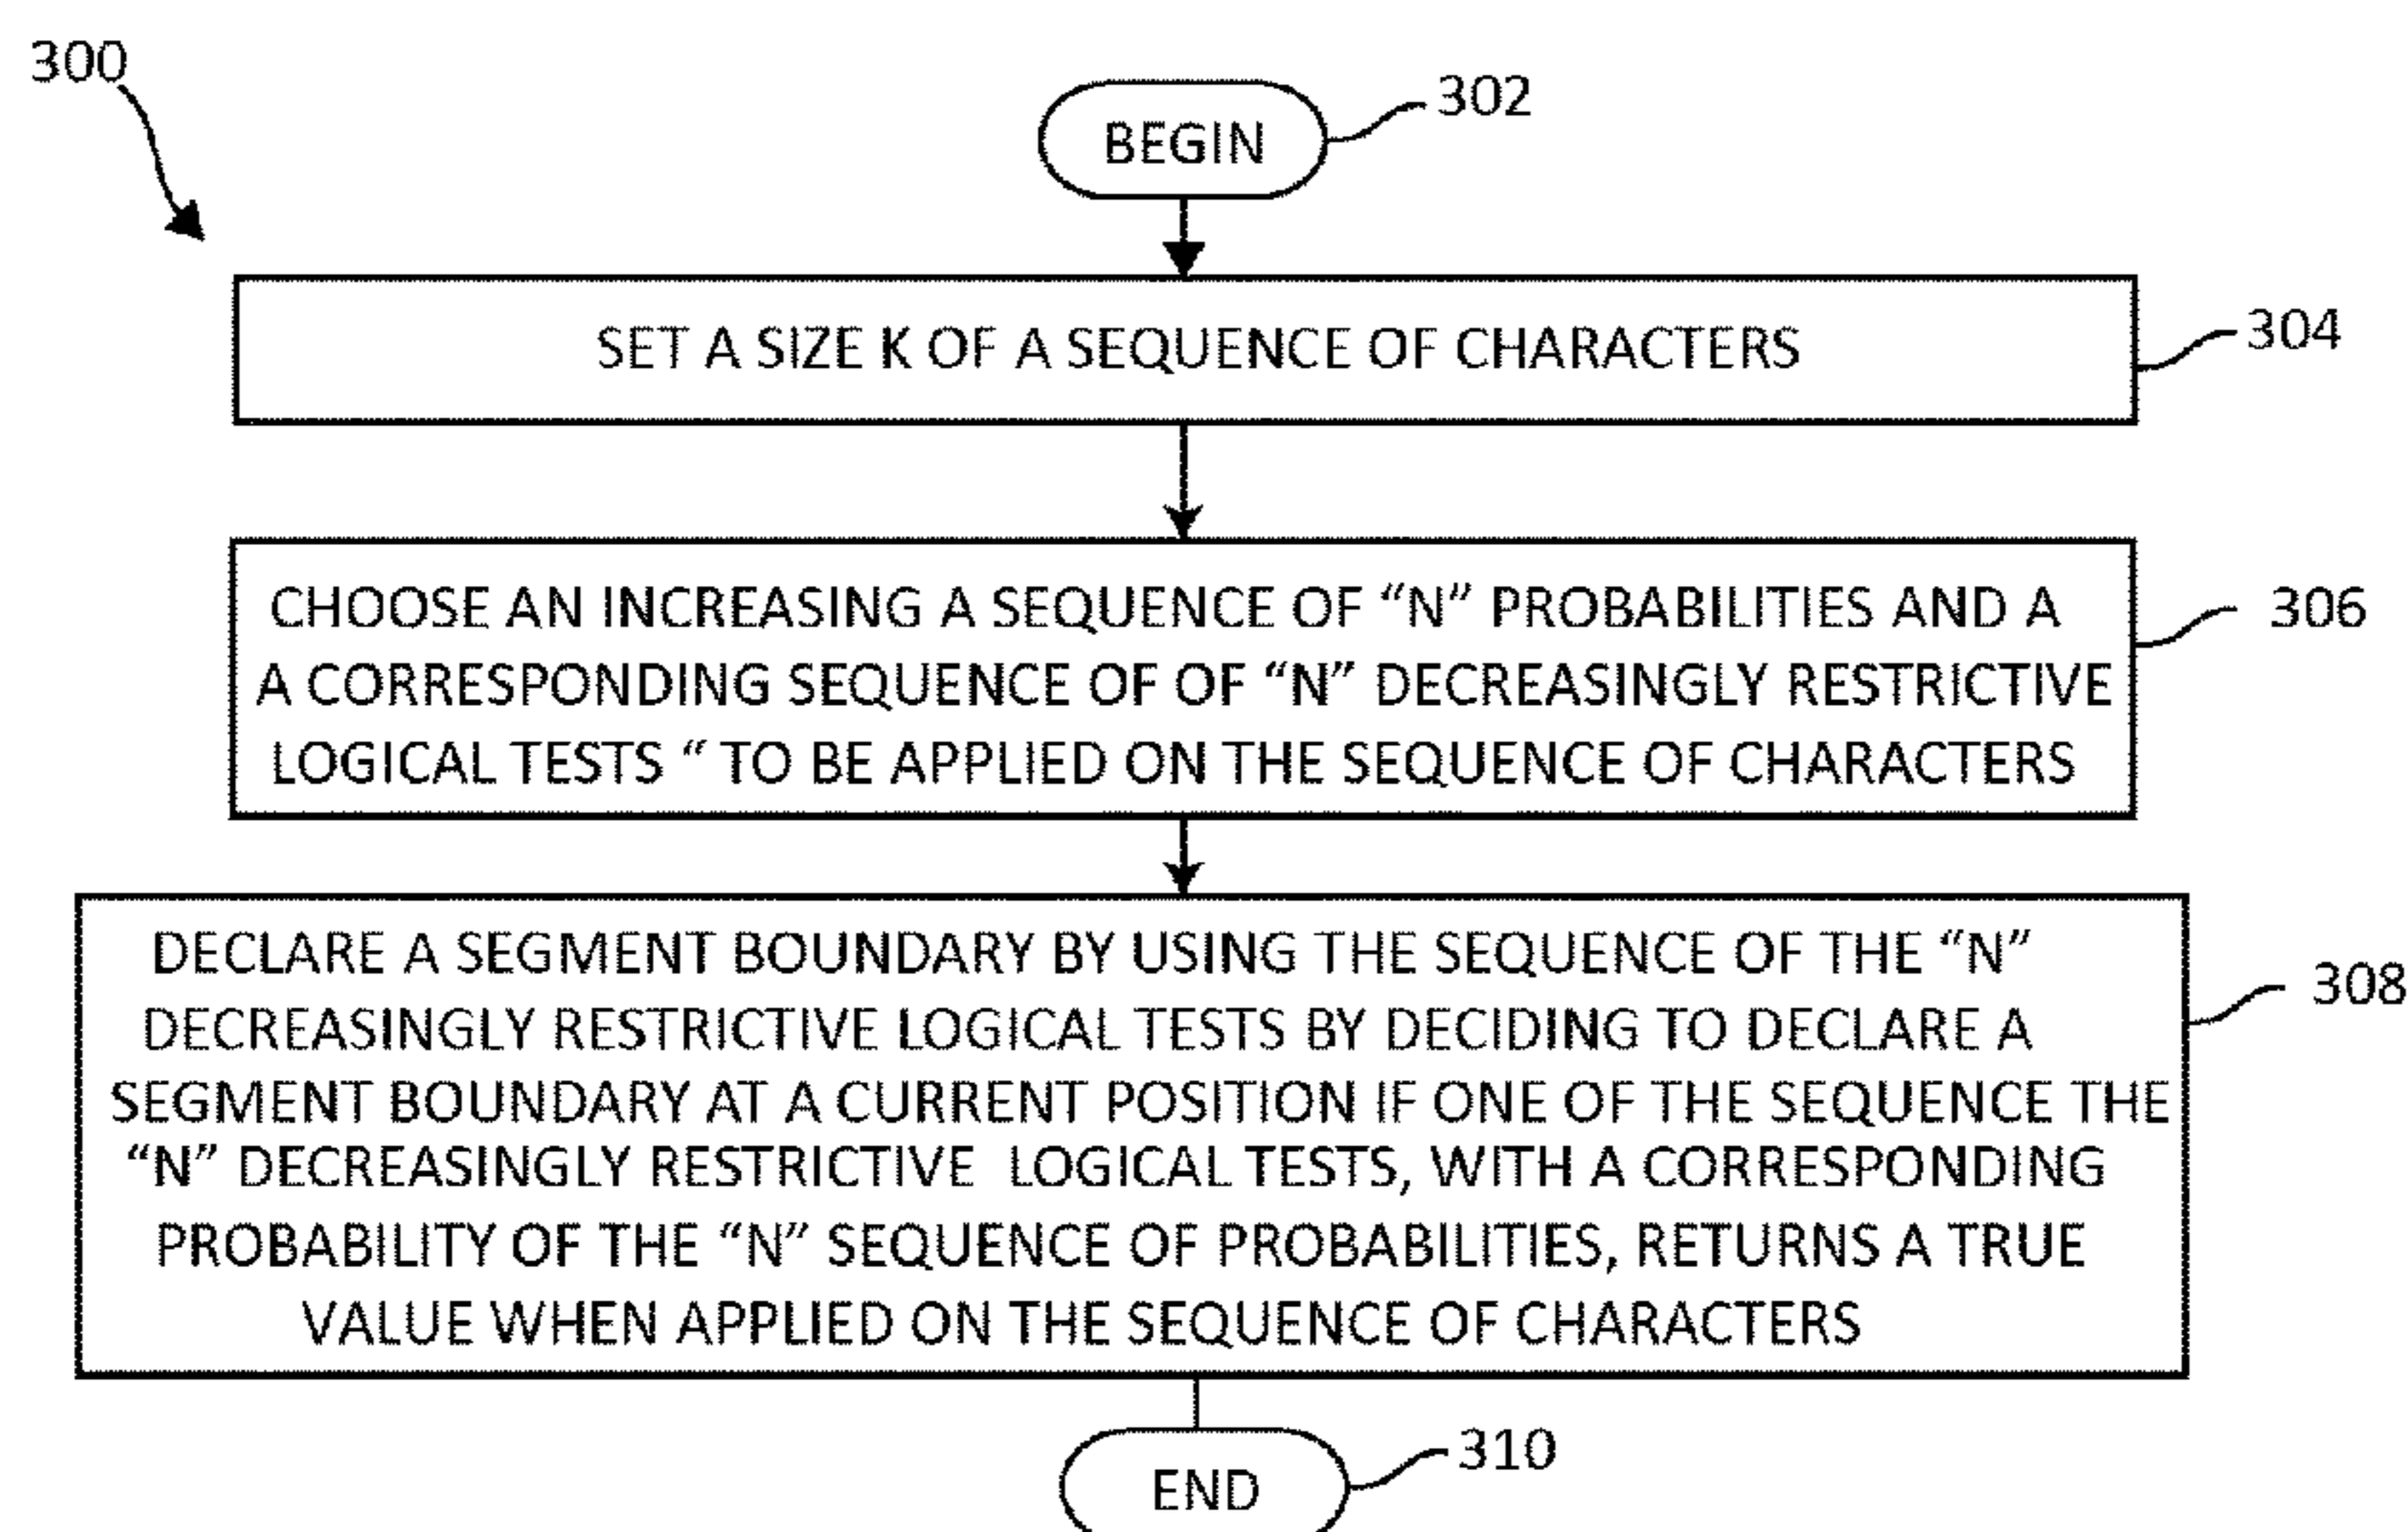 300
302
BEGIN
SET A SIZE K OF A SEQUENCE OF CHARACTERS
304
CHOOSE AN INCREASING A SEQUENCE OF “N” PROBABILITIES AND A
A CORRESPONDING SEQUENCE OF OF “N” DECREASINGLY RESTRICTIVE
LOGICAL TESTS “ TO BE APPLIED ON THE SEQUENCE OF CHARACTERS
306
DECLARE A SEGMENT BOUNDARY BY USING THE SEQUENCE OF THE “N”
DECREASINGLY RESTRICTIVE LOGICAL TESTS BY DECIDING TO DECLARE A
SEGMENT BOUNDARY AT A CURRENT POSITION IF ONE OF THE SEQUENCE THE
“N” DECREASINGLY RESTRICTIVE LOGICAL TESTS, WITH A CORRESPONDING
PROBABILITY OF THE “N” SEQUENCE OF PROBABILITIES, RETURNS A TRUE
VALUE WHEN APPLIED ON THE SEQUENCE OF CHARACTERS
308
310
END